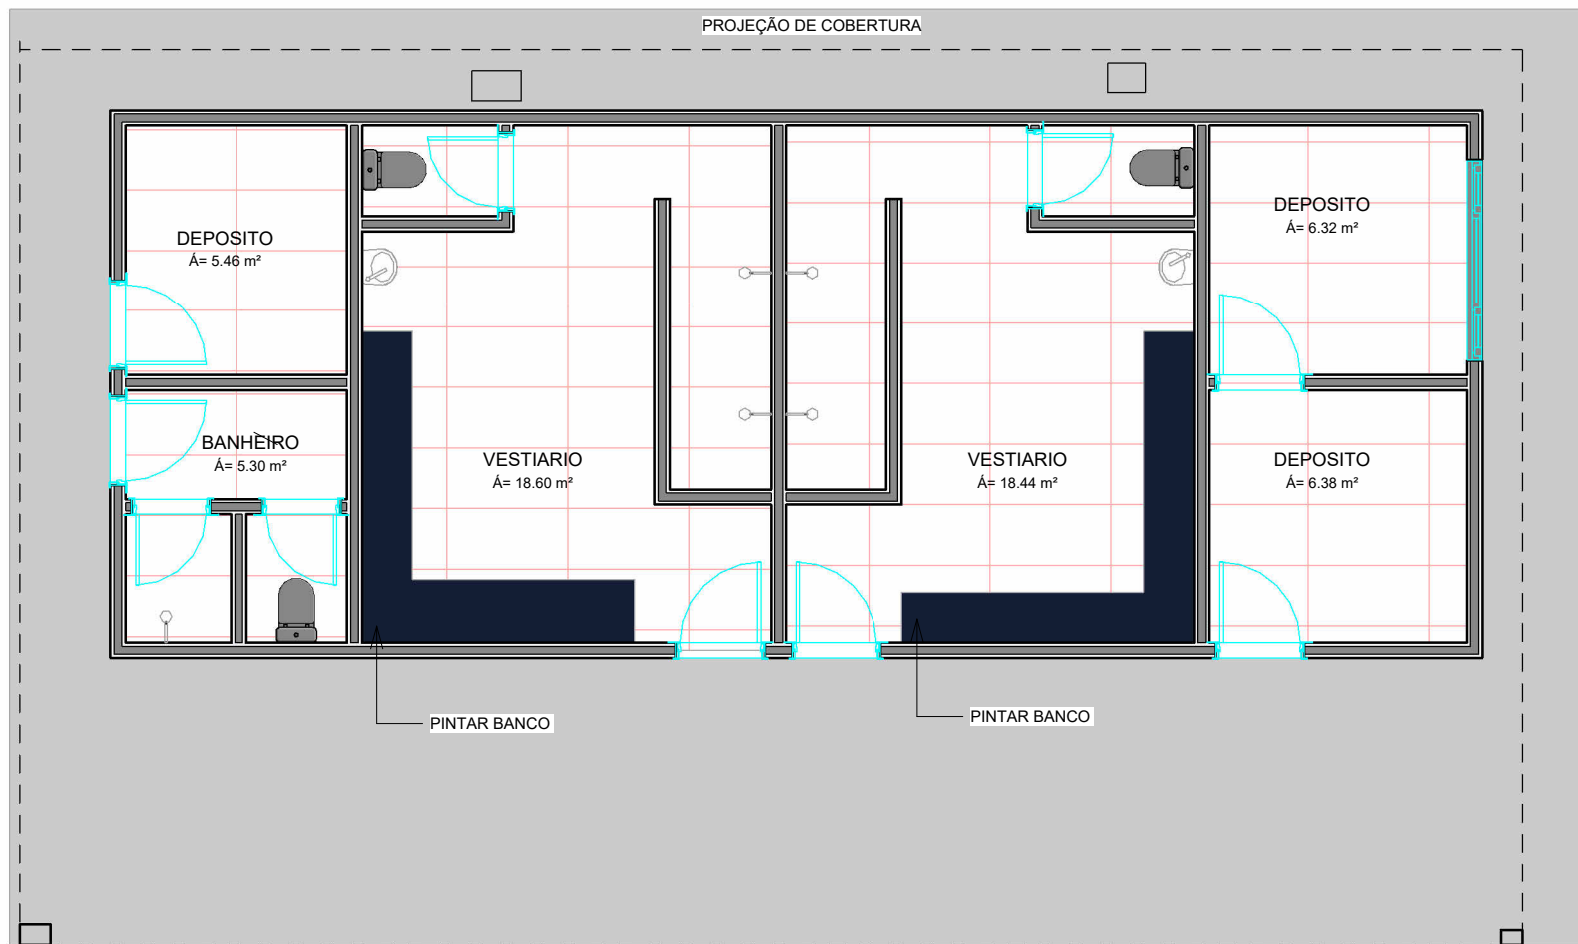 PROJEÇÃO DE COBERTURA
DEPOSITO
Á= 5.46 m²
DEPOSITO
Á= 6.32 m²
BANHEIRO
Á= 5.30 m²
VESTIARIO
Á= 18.60 m²
VESTIARIO
Á= 18.44 m²
DEPOSITO
Á= 6.38 m²
PINTAR BANCO
PINTAR BANCO